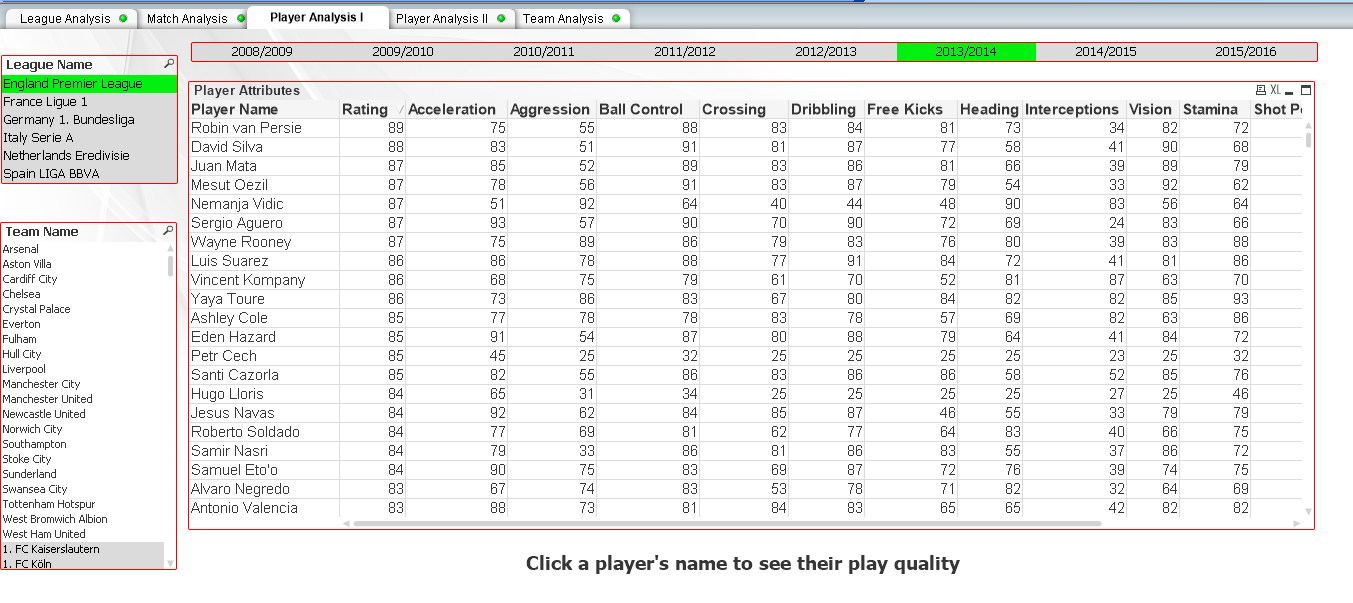 League Analysis Match Analysis Player Analysis I Player Analysis II Team Analysis
2008/2009 2009/2010 2010/2011 2011/2012 2012/2013 2013/2014 2014/2015 2015/2016
League Name
England Premier League
France Ligue 1
Germany 1. Bundesliga
Italy Serie A
Netherlands Eredivisie
Spain LIGA BBVA
Team Name
Arsenal
Aston Villa
Cardiff City
Chelsea
Crystal Palace
Everton
Fulham
Hull City
Liverpool
Manchester City
Manchester United
Newcastle United
Norwich City
Southampton
Stoke City
Sunderland
Swansea City
Tottenham Hotspur
West Bromwich Albion
West Ham United
1. FC Kaiserslautern
1. FC Köln
Player Attributes XL
Player Name Rating Acceleration Aggression Ball Control Crossing Dribbling Free Kicks Heading Interceptions Vision Stamina Shot P
Robin van Persie 89 75 55 88 83 84 81 73 34 82 72
David Silva 88 83 51 91 81 87 77 58 41 90 68
Juan Mata 87 85 52 89 83 86 81 66 39 89 79
Mesut Oezil 87 78 56 91 83 87 79 54 33 92 62
Nemanja Vidic 87 51 92 64 40 44 48 90 83 56 64
Sergio Aguero 87 93 57 90 70 90 72 69 24 83 66
Wayne Rooney 87 75 89 86 79 83 76 80 39 83 88
Luis Suarez 86 86 78 88 77 91 84 72 41 81 86
Vincent Kompany 86 68 75 79 61 70 52 81 87 63 70
Yaya Toure 86 73 86 83 67 80 84 82 82 85 93
Ashley Cole 85 77 78 78 83 78 57 69 82 63 86
Eden Hazard 85 91 54 87 80 88 79 64 41 84 72
Petr Cech 85 45 25 32 25 25 25 25 23 25 32
Santi Cazorla 85 82 55 86 83 86 86 58 52 85 76
Hugo Lloris 84 65 31 34 25 25 25 25 27 25 46
Jesus Navas 84 92 62 84 85 87 46 55 33 79 79
Roberto Soldado 84 77 69 81 62 77 64 83 40 66 75
Samir Nasri 84 79 33 86 81 86 83 55 37 86 72
Samuel Eto'o 84 90 75 83 69 87 72 76 39 74 75
Alvaro Negredo 83 67 74 83 53 78 71 82 32 64 69
Antonio Valencia 83 88 73 81 84 83 65 65 42 82 82
Click a player's name to see their play quality